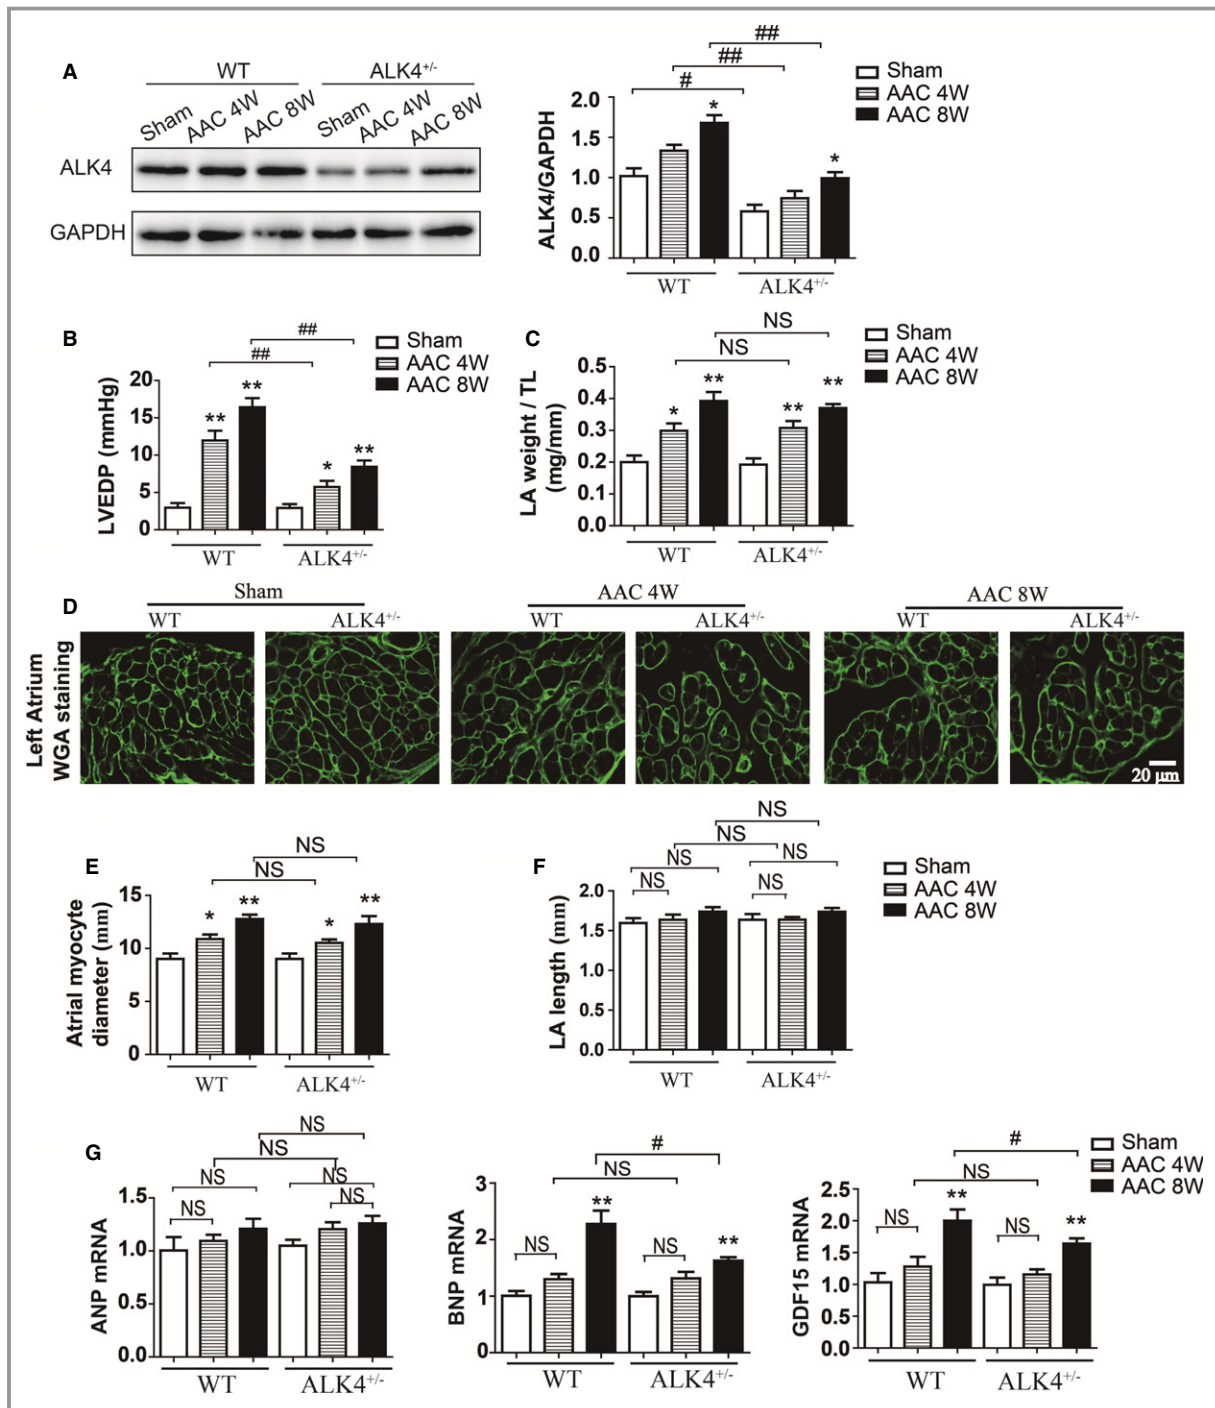 A
WT
ALK4+/-
Sham
AAC 4W
AAC 8W
Sham
AAC 4W
AAC 8W
ALK4
GAPDH
##
##
#
*
*
ALK4/GAPDH
2.0
1.5
1.0
0.5
0.0
WT
ALK4+/-
Sham
AAC 4W
AAC 8W
B
##
##
**
**
*
**
LVEDP (mmHg)
20
15
10
5
0
WT
ALK4+/-
Sham
AAC 4W
AAC 8W
C
NS
NS
*
**
**
**
LA weight / TL
(mg/mm)
0.5
0.4
0.3
0.2
0.1
0.0
WT
ALK4+/-
Sham
AAC 4W
AAC 8W
D
Sham
AAC 4W
AAC 8W
WT
ALK4+/-
WT
ALK4+/-
WT
ALK4+/-
Left Atrium
WGA staining
20 μm
E
NS
NS
*
**
*
**
Atrial myocyte
diameter (mm)
15
10
5
0
WT
ALK4+/-
F
NS
NS
NS
NS
NS
NS
LA length (mm)
2.0
1.5
1.0
0.5
0.0
WT
ALK4+/-
Sham
AAC 4W
AAC 8W
G
NS
NS
NS
NS
NS
NS
ANP mRNA
1.5
1.0
0.5
0.0
WT
ALK4+/-
#
NS
**
NS
NS
**
BNP mRNA
3
2
1
0
WT
ALK4+/-
#
NS
**
NS
NS
**
GDF15 mRNA
2.5
2.0
1.5
1.0
0.5
0.0
WT
ALK4+/-
Sham
AAC 4W
AAC 8W